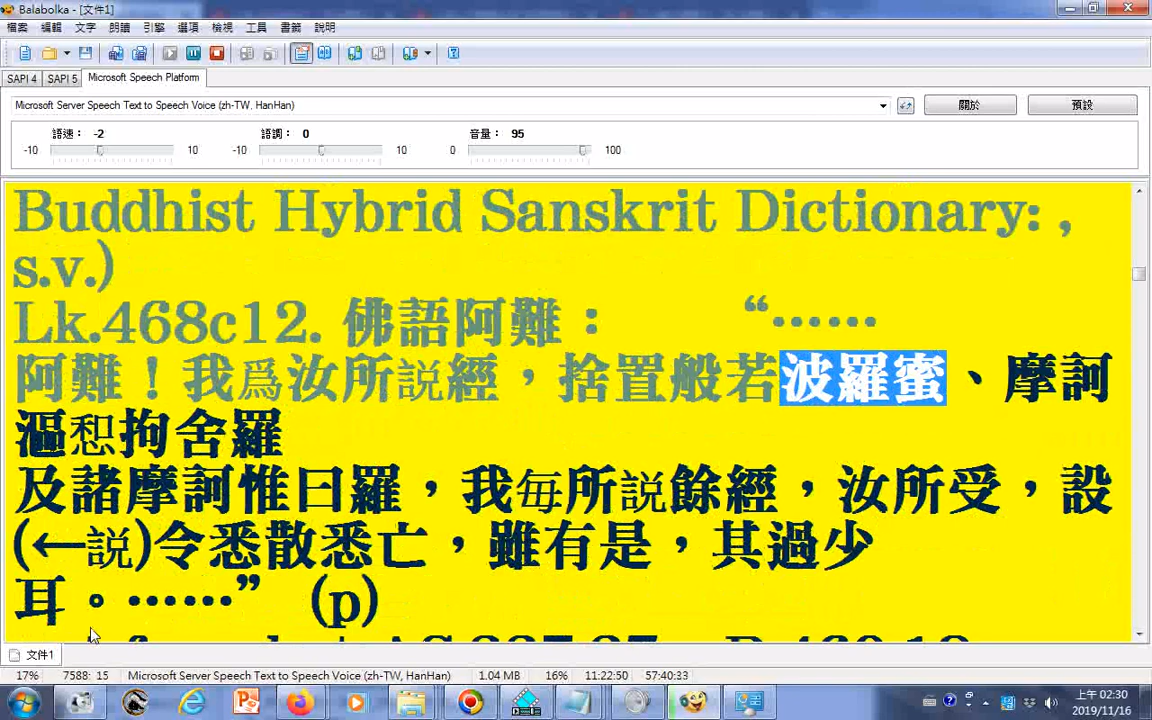 Balabolka - [文件1]
檔案 編輯 文字 朗讀 引擎 選項 檢視 工具 書籤 說明
SAPI 4 SAPI 5 Microsoft Speech Platform
Microsoft Server Speech Text to Speech Voice (zh-TW, HanHan) 關於 預設
語速： -2 語調： 0 音量： 95
-10 10 -10 10 0 100
Buddhist Hybrid Sanskrit Dictionary: ,
s.v.)
Lk.468c12. 佛語阿難： “……
阿難！我爲汝所説經，捨置般若波羅蜜、摩訶
漚惒拘舍羅
及諸摩訶惟曰羅，我毎所説餘經，汝所受，設
(←説)令悉散悉亡，雖有是，其過少
耳。……” (p)
文件1
17% 7588: 15 Microsoft Server Speech Text to Speech Voice (zh-TW, HanHan) 1.04 MB 16% 11:22:50 57:40:33
上午 02:30
2019/11/16